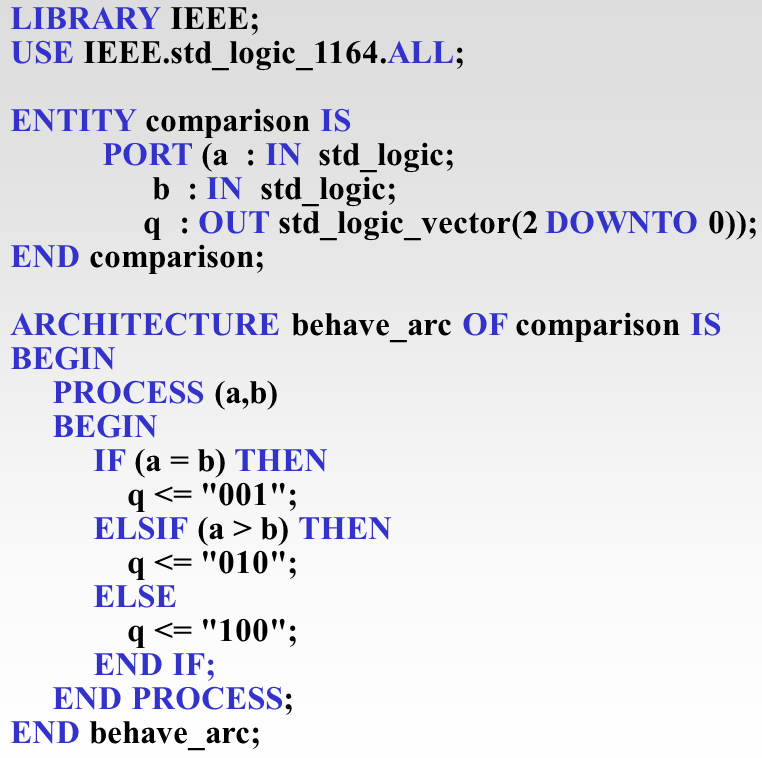 LIBRARY IEEE;
USE IEEE.std_logic_1164.ALL;
ENTITY comparison IS
PORT (a : IN std_logic;
b : IN std_logic;
q : OUT std_logic_vector(2 DOWNTO 0));
END comparison;
ARCHITECTURE behave_arc OF comparison IS
BEGIN
PROCESS (a,b)
BEGIN
IF (a = b) THEN
q <= "001";
ELSIF (a > b) THEN
q <= "010";
ELSE
q <= "100";
END IF;
END PROCESS;
END behave_arc;